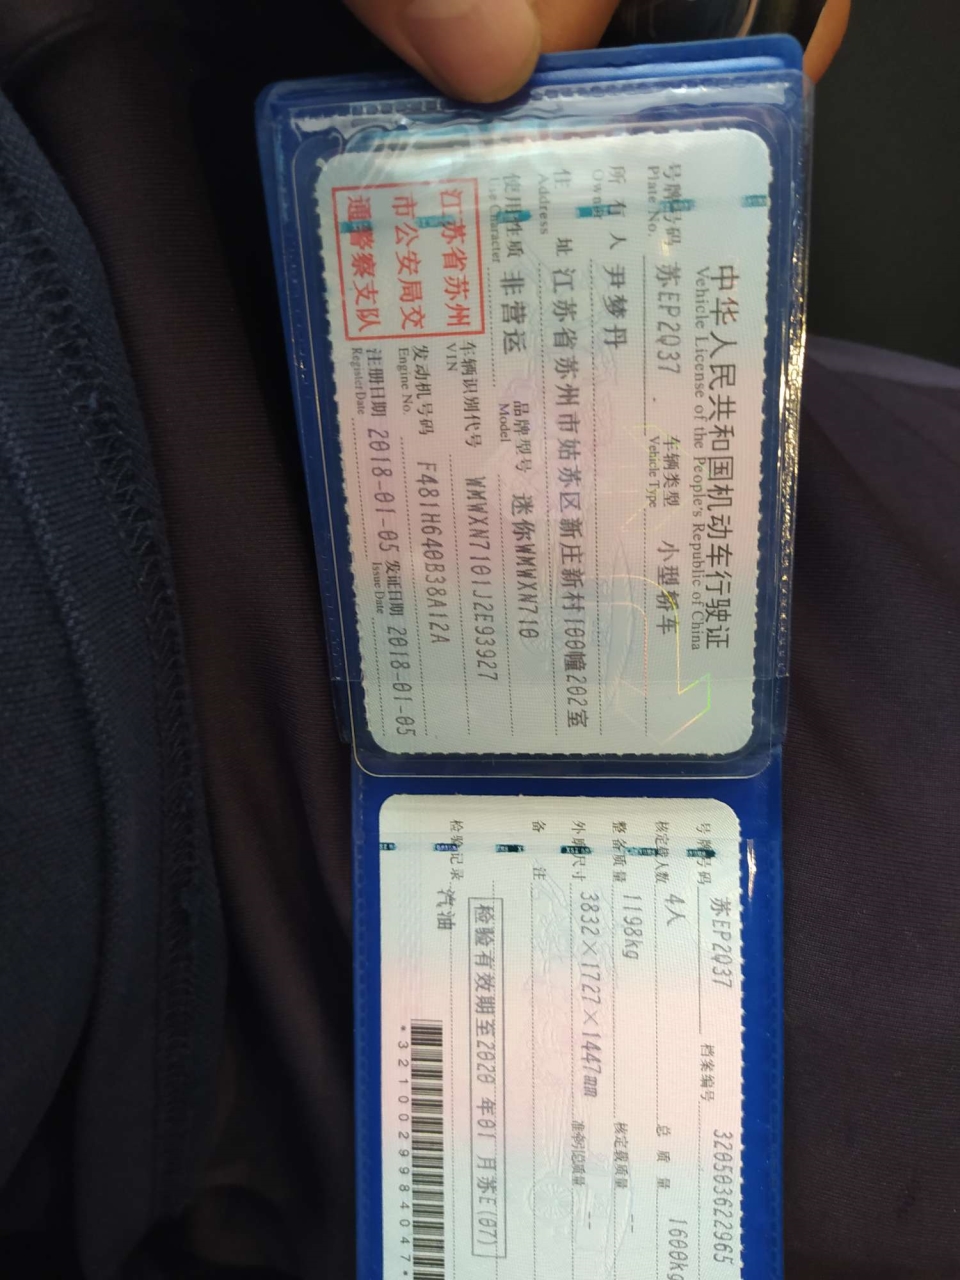 中华人民共和国机动车行驶证
Vehicle License of the People's Republic of China
号牌号码 苏EP2Q37 车辆类型 小型轿车
Plate No. Vehicle Type
所有人 尹梦丹
Owner
住址 江苏省苏州市姑苏区新庄新村100幢202室
Address
使用性质 非营运 品牌型号 迷你WMWXN710
Use Character Model
江苏省苏州
市公安局交
通警察支队
车辆识别代号 WMWXN7101J2E93927
VIN
发动机号码 F481H640B38A12A
Engine No.
注册日期 2018-01-05 发证日期 2018-01-05
Register Date Issue Date
号牌号码 苏EP2Q37 档案编号 320503622965
核定载人数 4人 总质量 1600kg
整备质量 1198kg 核定载质量 --
外廓尺寸 3832×1727×1447mm 准牵引总质量 --
备注
检验有效期至2020年01月苏E(07)
检验记录 汽油
*32100299984047*